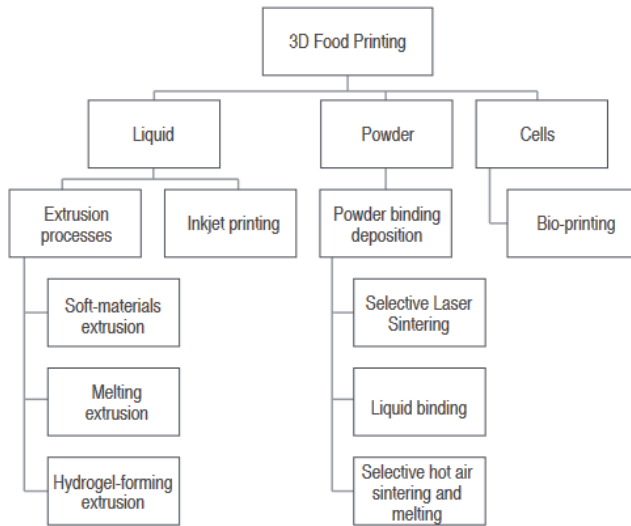 3D Food Printing
Liquid
Powder
Cells
Extrusion
processes
Inkjet printing
Powder binding
deposition
Bio-printing
Soft-materials
extrusion
Selective Laser
Sintering
Melting
extrusion
Liquid binding
Hydrogel-forming
extrusion
Selective hot air
sintering and
melting